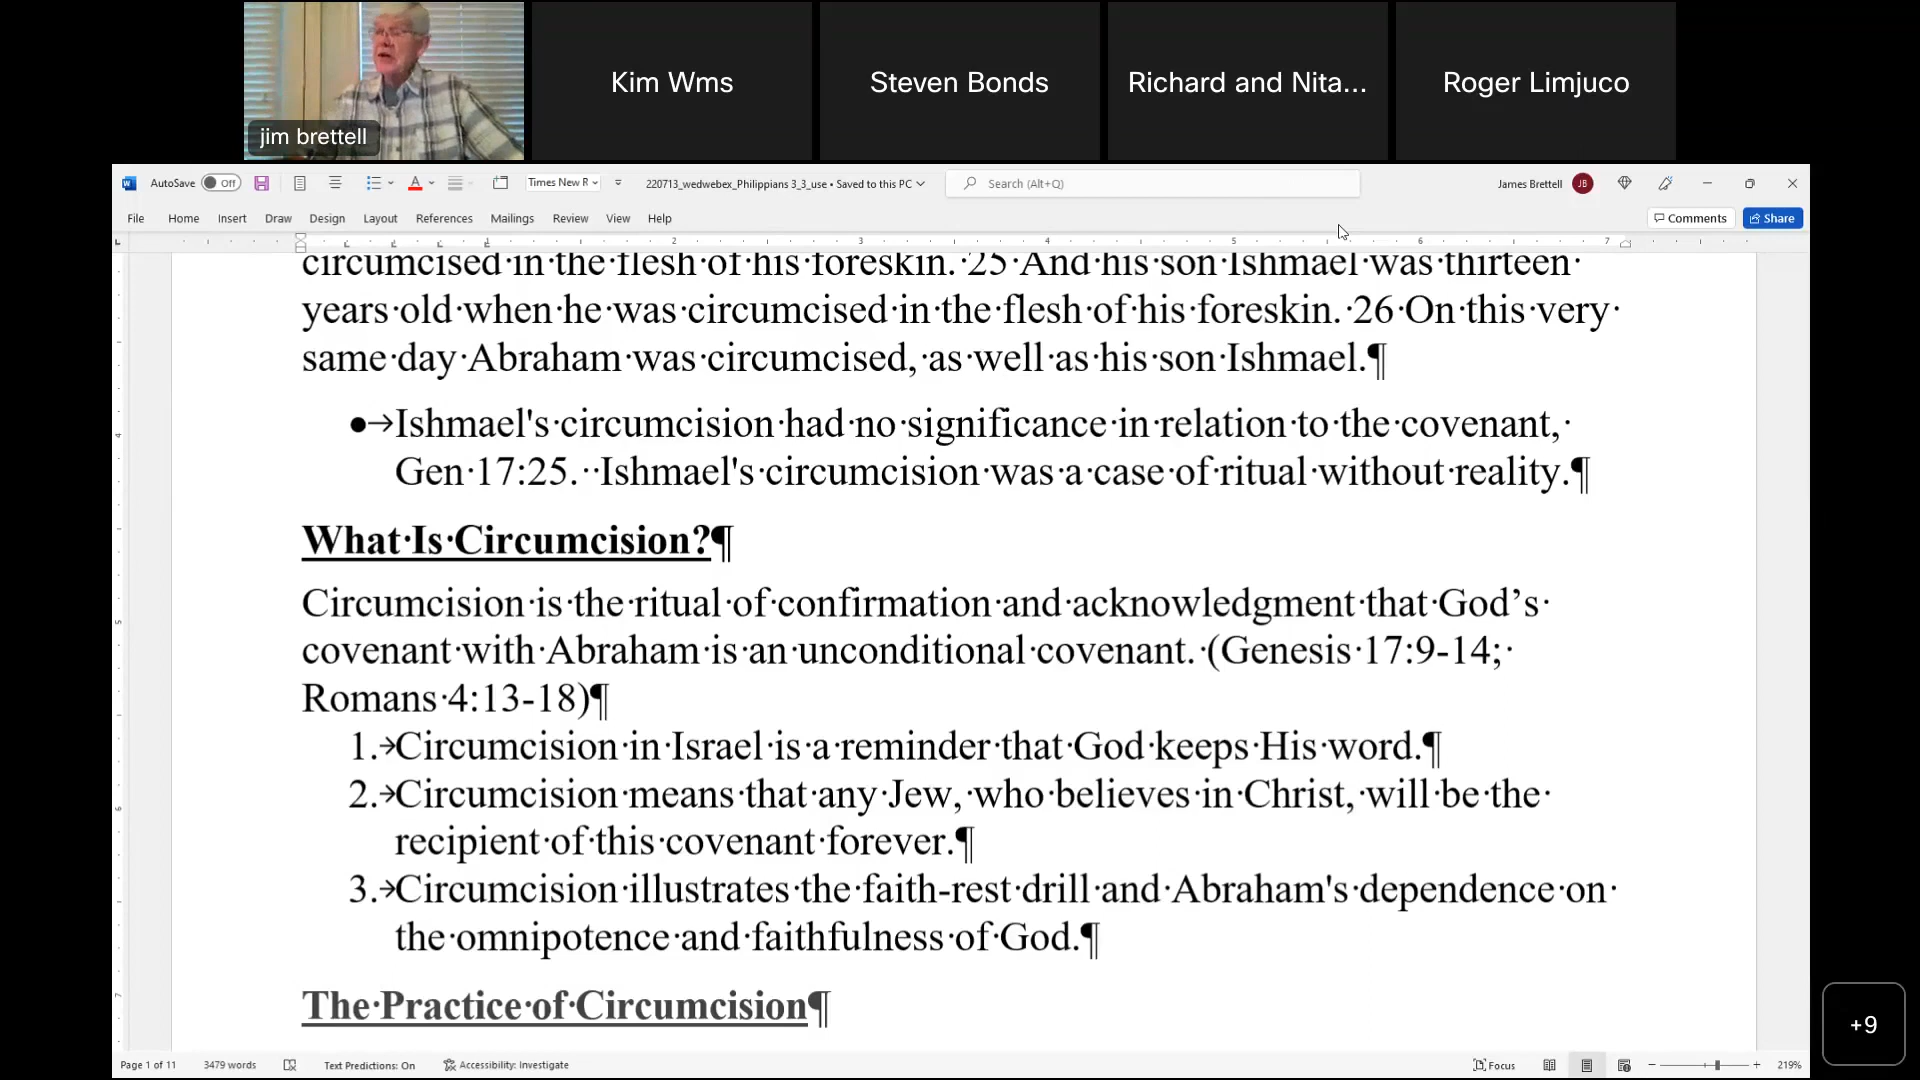 jim brettell
Kim Wms
Steven Bonds
Richard and Nita...
Roger Limjuco
AutoSave Off
Times New R
220713_wedwebex_Philippians 3_3_use • Saved to this PC
Search (Alt+Q)
James Brettell JB
File Home Insert Draw Design Layout References Mailings Review View Help
Comments Share
2 3 4 5 6 7
circumcised·in·the·flesh·of·his·foreskin.·25·And·his·son·Ishmael·was·thirteen·
years·old·when·he·was·circumcised·in·the·flesh·of·his·foreskin.·26·On·this·very·
same·day·Abraham·was·circumcised,·as·well·as·his·son·Ishmael.¶
●→Ishmael's·circumcision·had·no·significance·in·relation·to·the·covenant,·
Gen·17:25.··Ishmael's·circumcision·was·a·case·of·ritual·without·reality.¶
What·Is·Circumcision?¶
Circumcision·is·the·ritual·of·confirmation·and·acknowledgment·that·God’s·
covenant·with·Abraham·is·an·unconditional·covenant.·(Genesis·17:9-14;·
Romans·4:13-18)¶
1.→Circumcision·in·Israel·is·a·reminder·that·God·keeps·His·word.¶
2.→Circumcision·means·that·any·Jew,·who·believes·in·Christ,·will·be·the·
recipient·of·this·covenant·forever.¶
3.→Circumcision·illustrates·the·faith-rest·drill·and·Abraham's·dependence·on·
the·omnipotence·and·faithfulness·of·God.¶
The·Practice·of·Circumcision¶
4
5
6
7
+9
Page 1 of 11 3479 words Text Predictions: On Accessibility: Investigate Focus 219%